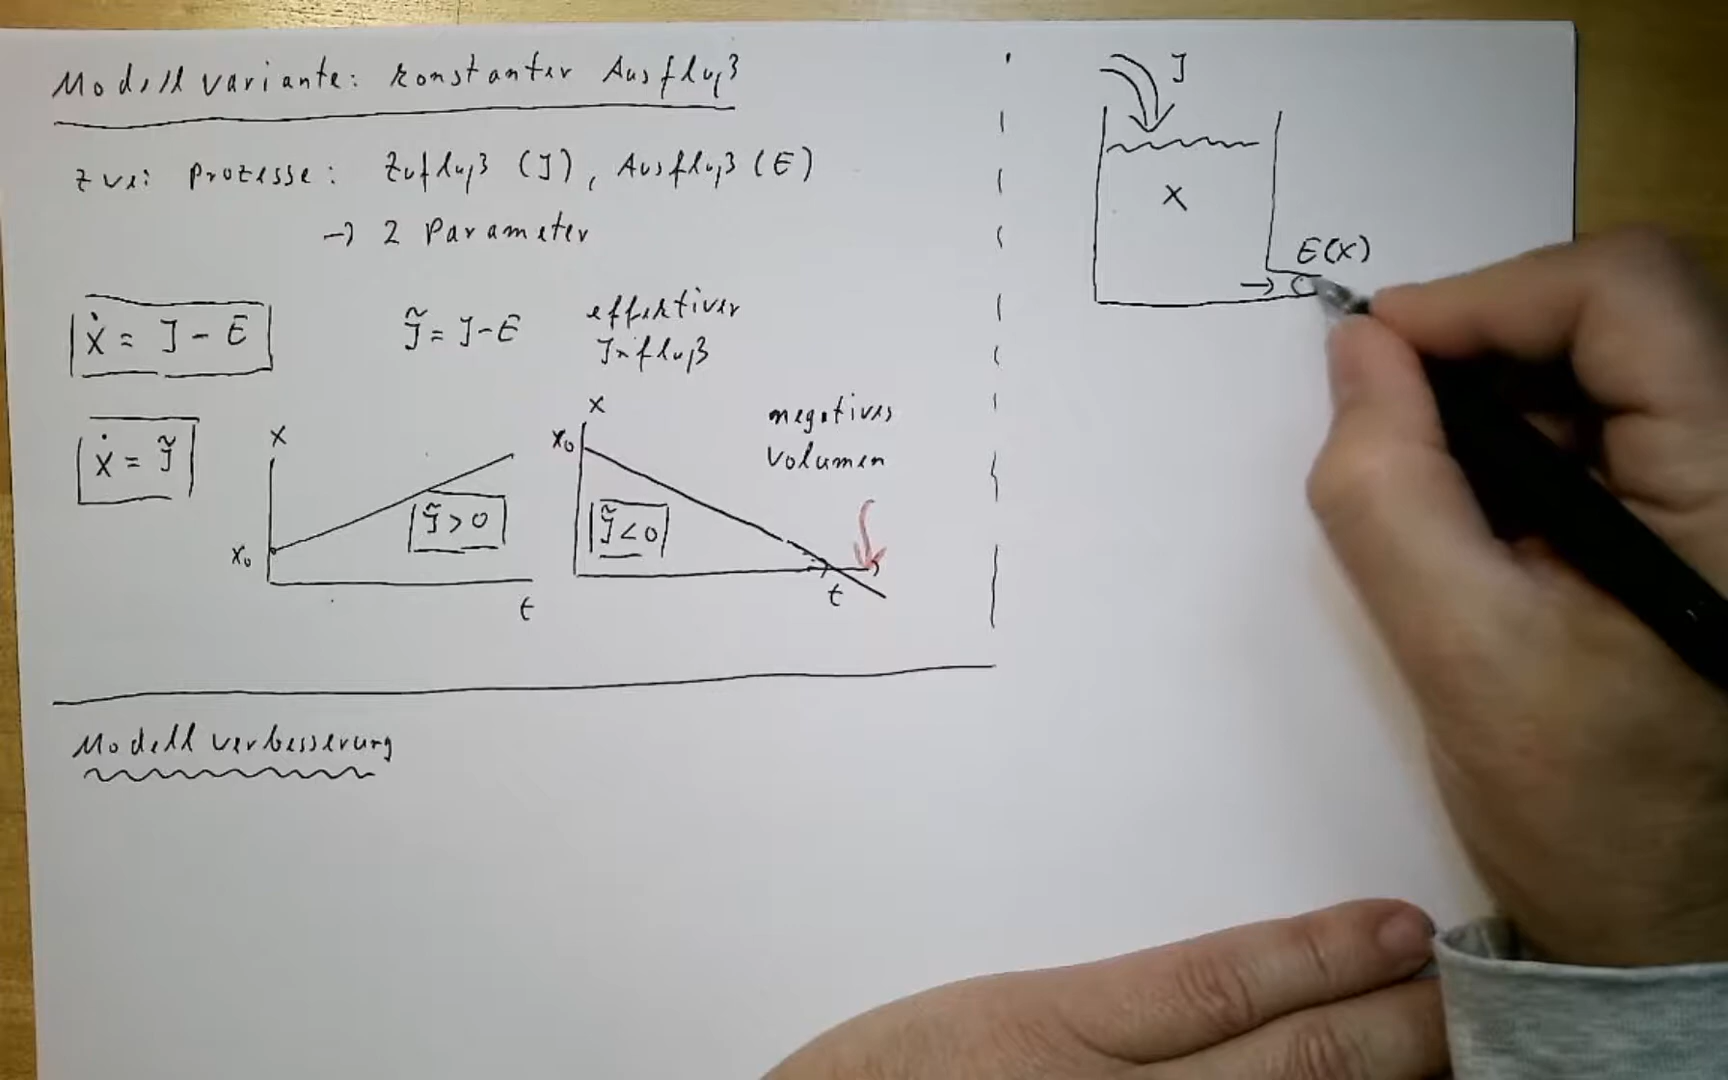 Modellvariante: konstanter Ausfluß
zwei Prozesse: Zufluß (J), Ausfluß (E)
→ 2 Parameter
ẋ = J - E
J̃ = J - E
effektiver
Influß
ẋ = J̃
x
x₀
J̃ > 0
t
x
x₀
J̃ < 0
t
negatives
Volumen
Modellverbesserung
J
x
E(x)